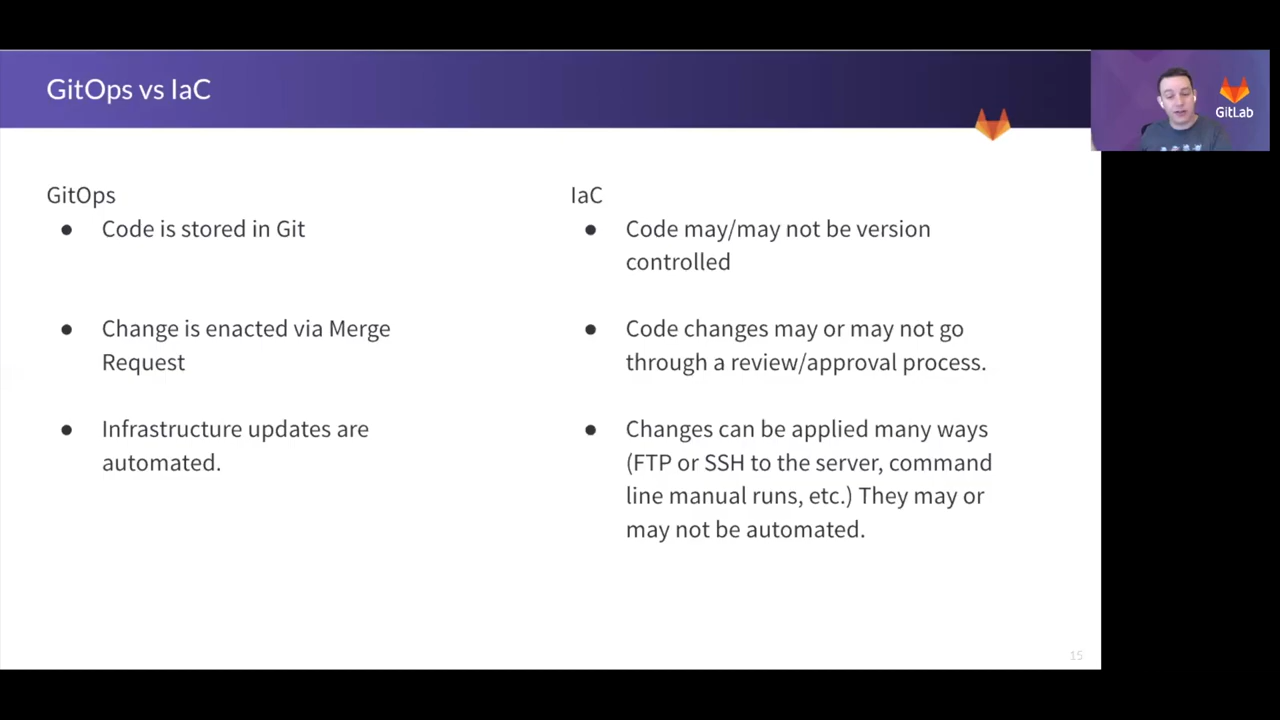 GitOps vs IaC
GitLab
GitOps
● Code is stored in Git
● Change is enacted via Merge
Request
● Infrastructure updates are
automated.
IaC
● Code may/may not be version
controlled
● Code changes may or may not go
through a review/approval process.
● Changes can be applied many ways
(FTP or SSH to the server, command
line manual runs, etc.) They may or
may not be automated.
15